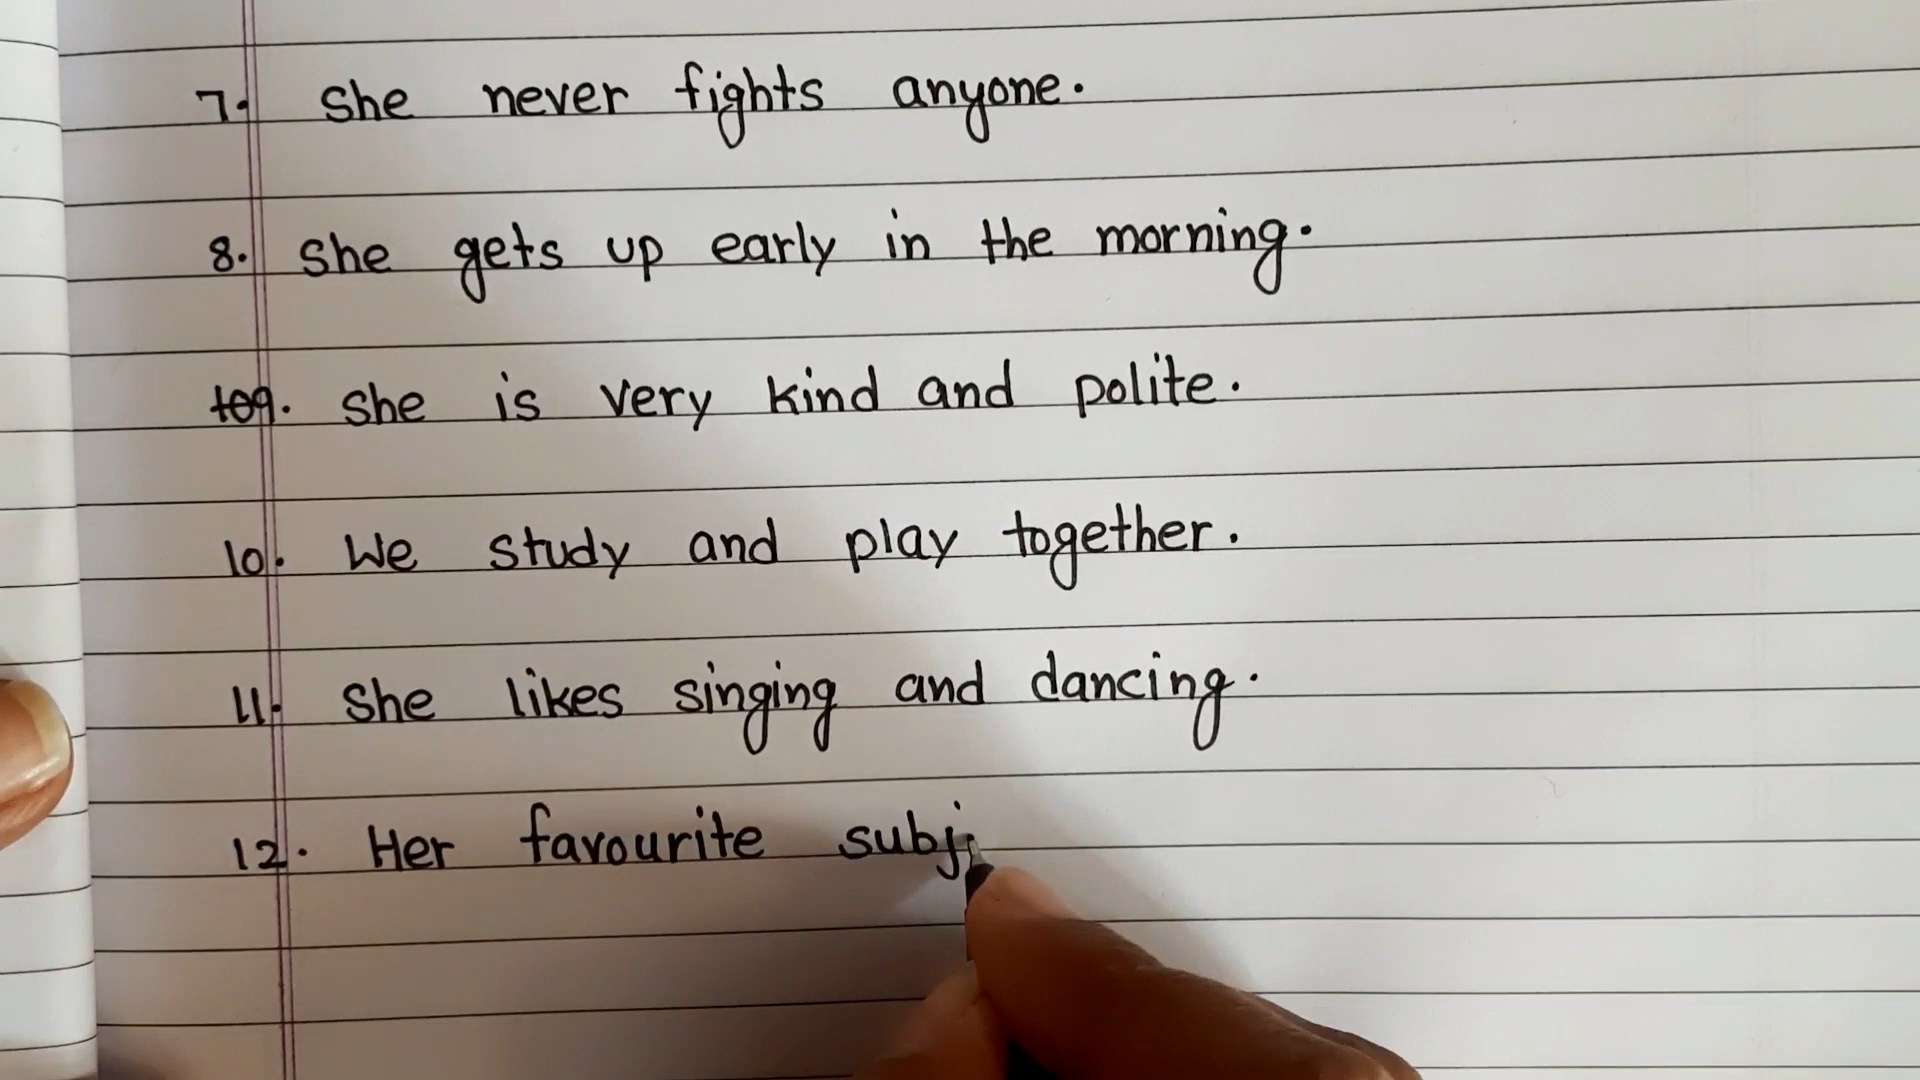 7. She never fights anyone.
8. She gets up early in the morning.
9. She is very kind and polite.
10. We study and play together.
11. She likes singing and dancing.
12. Her favourite subj